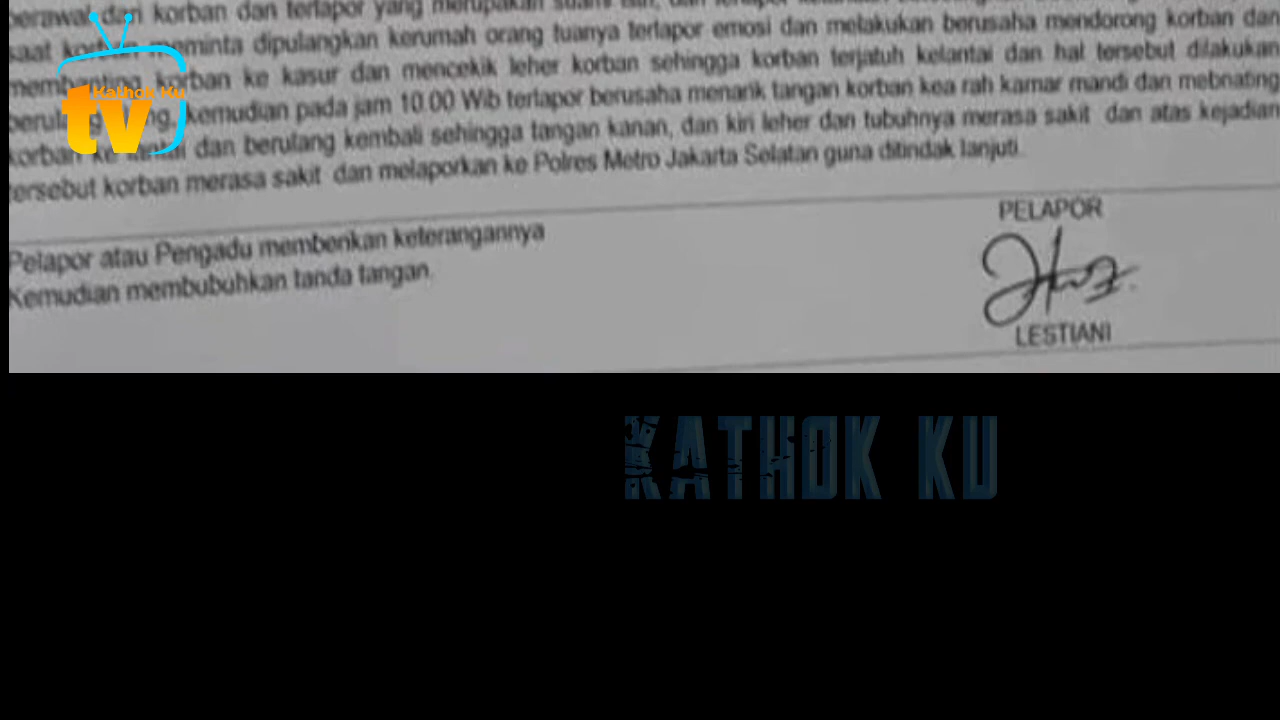 berawal dari korban dan terlapor yang merupakan suami istri, dan terlapor
saat korban meminta dipulangkan kerumah orang tuanya terlapor emosi dan melakukan berusaha mendorong korban dan
membanting korban ke kasur dan mencekik leher korban sehingga korban terjatuh kelantai dan hal tersebut dilakukan
kemudian pada jam 10.00 Wib terlapor berusaha menarik tangan korban kea rah kamar mandi dan mebnating
korban ke dan berulang kembali sehingga tangan kanan, dan kiri leher dan tubuhnya merasa sakit dan atas kejadian
tersebut korban merasa sakit dan melaporkan ke Polres Metro Jakarta Selatan guna ditindak lanjuti.
Pelapor atau Pengadu memberikan keterangannya
Kemudian membubuhkan tanda tangan.
PELAPOR
LESTIANI
Kathok Ku
tv
KATHOK KU